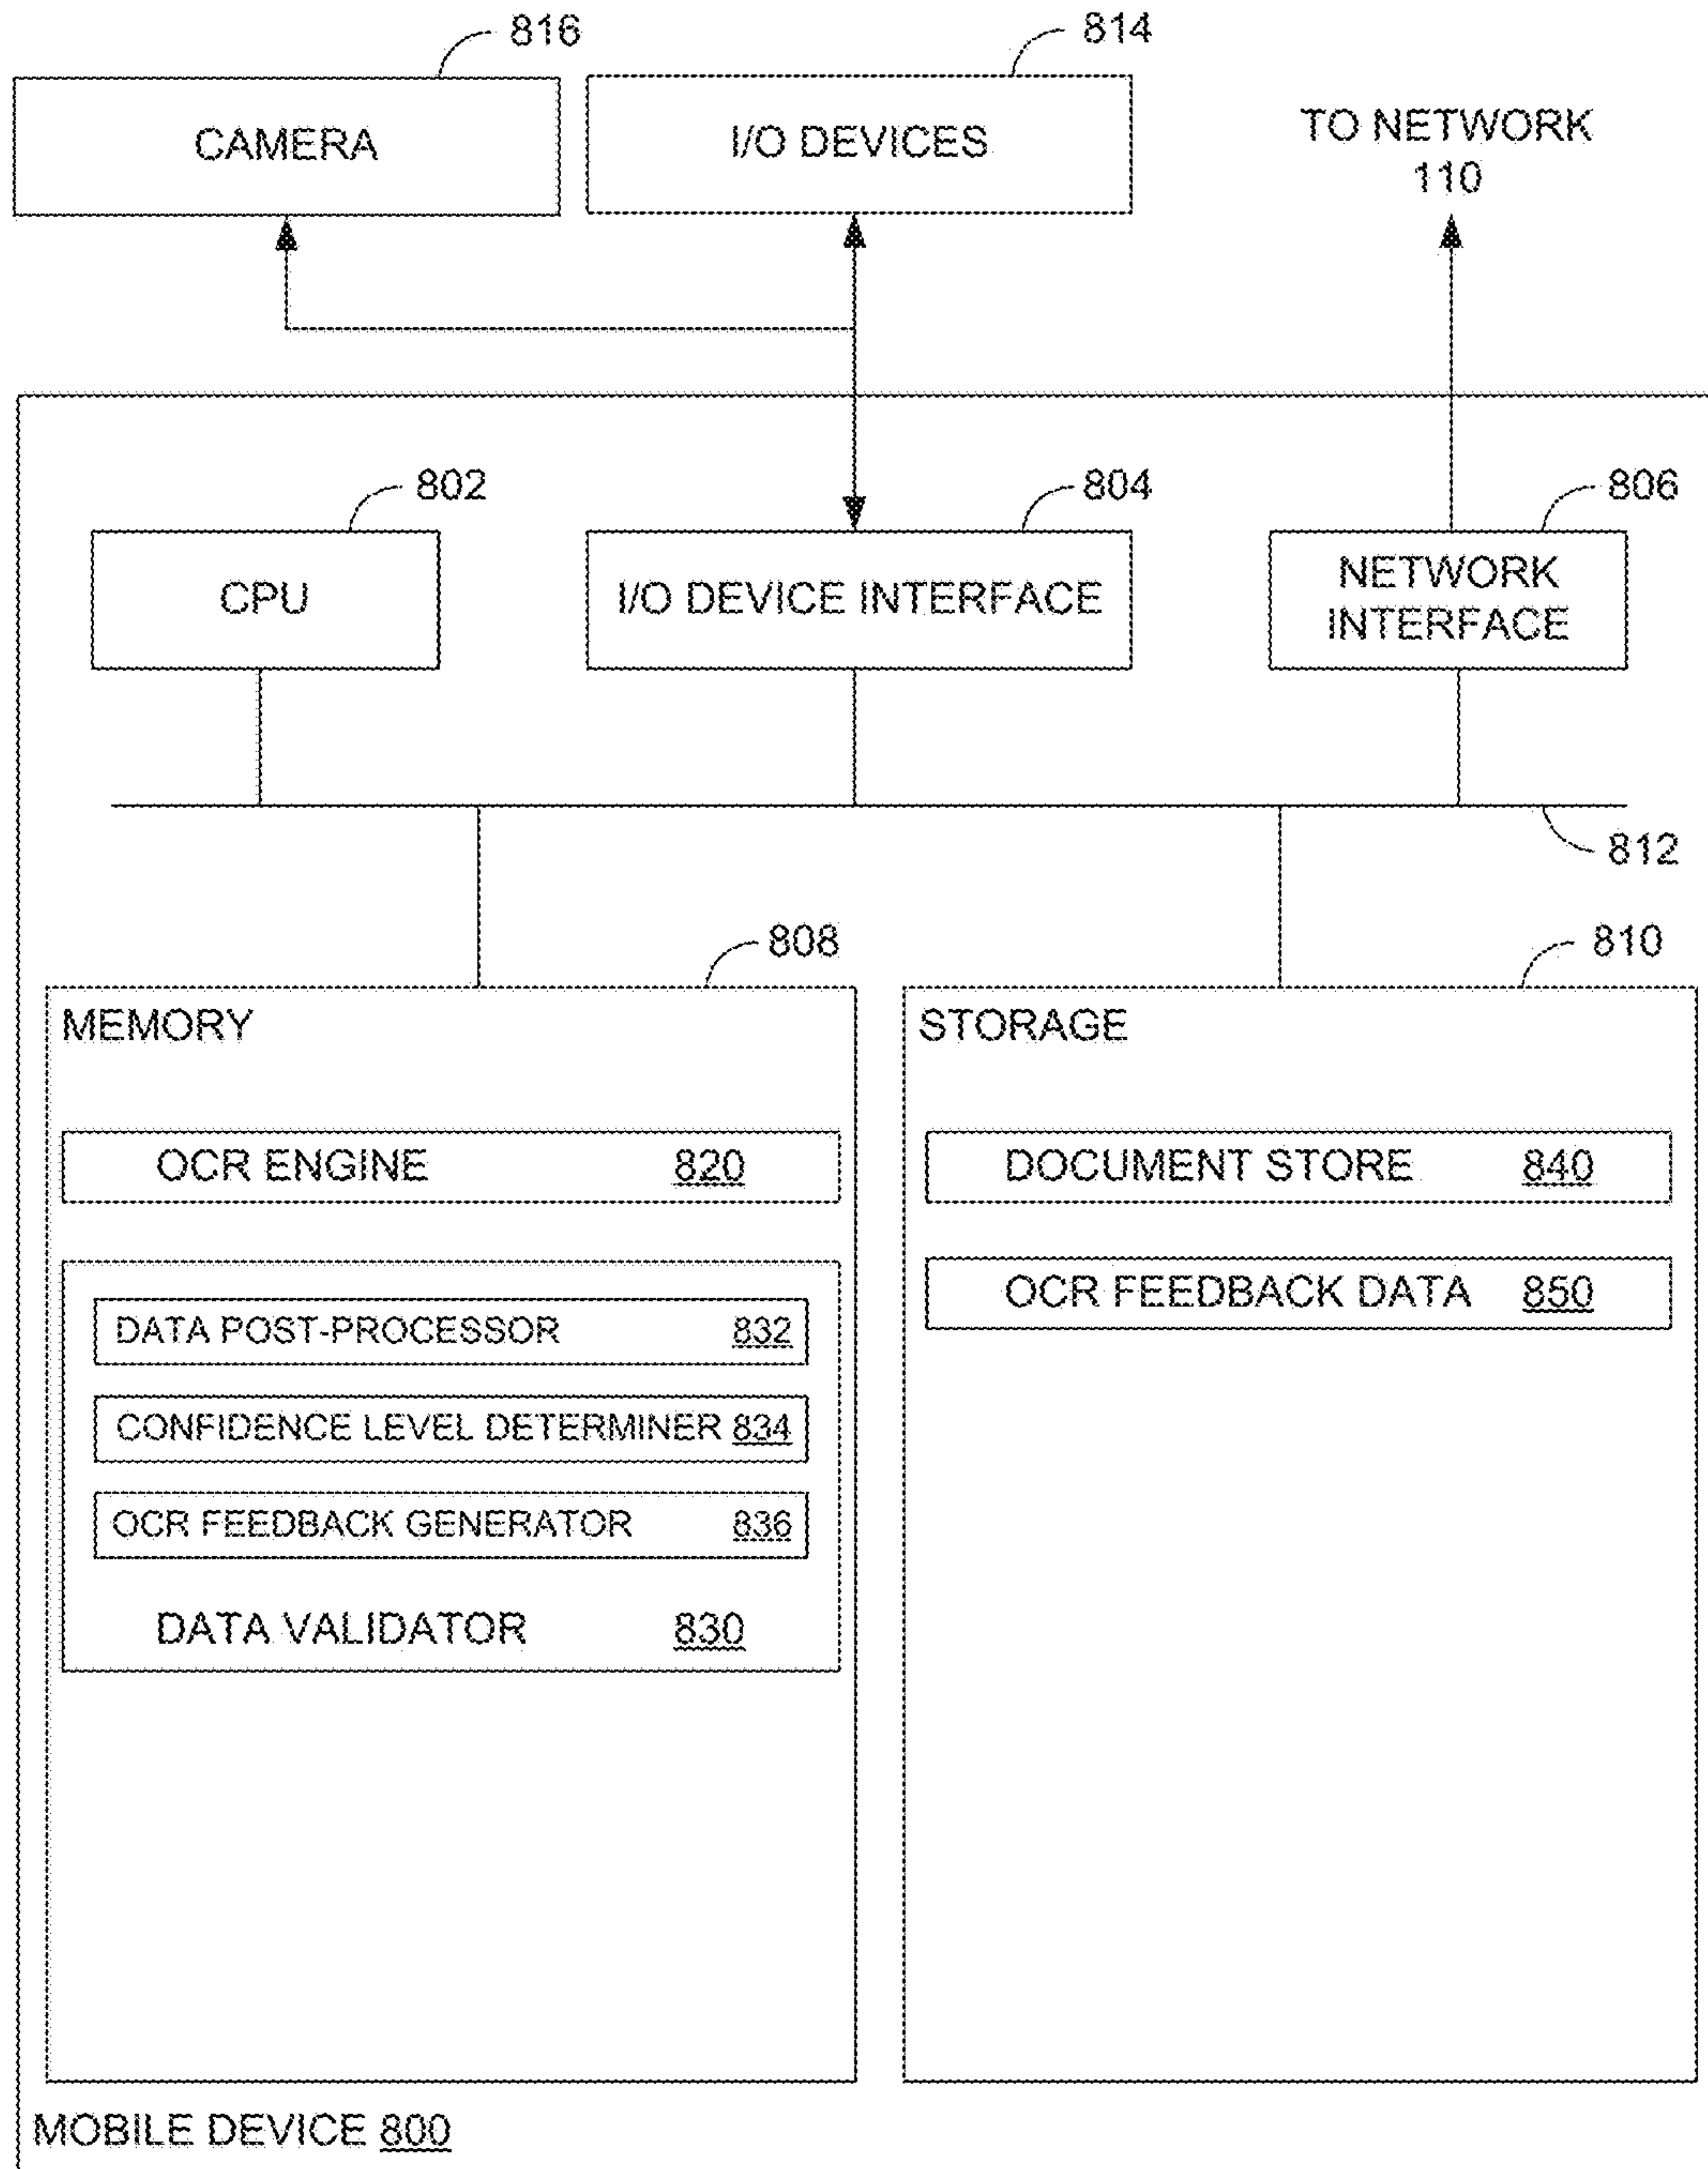 816
814
CAMERA
I/O DEVICES
TO NETWORK
110
802
804
806
CPU
I/O DEVICE INTERFACE
NETWORK
INTERFACE
812
808
810
MEMORY
STORAGE
OCR ENGINE 820
DOCUMENT STORE 840
OCR FEEDBACK DATA 850
DATA POST-PROCESSOR 832
CONFIDENCE LEVEL DETERMINER 834
OCR FEEDBACK GENERATOR 836
DATA VALIDATOR 830
MOBILE DEVICE 800